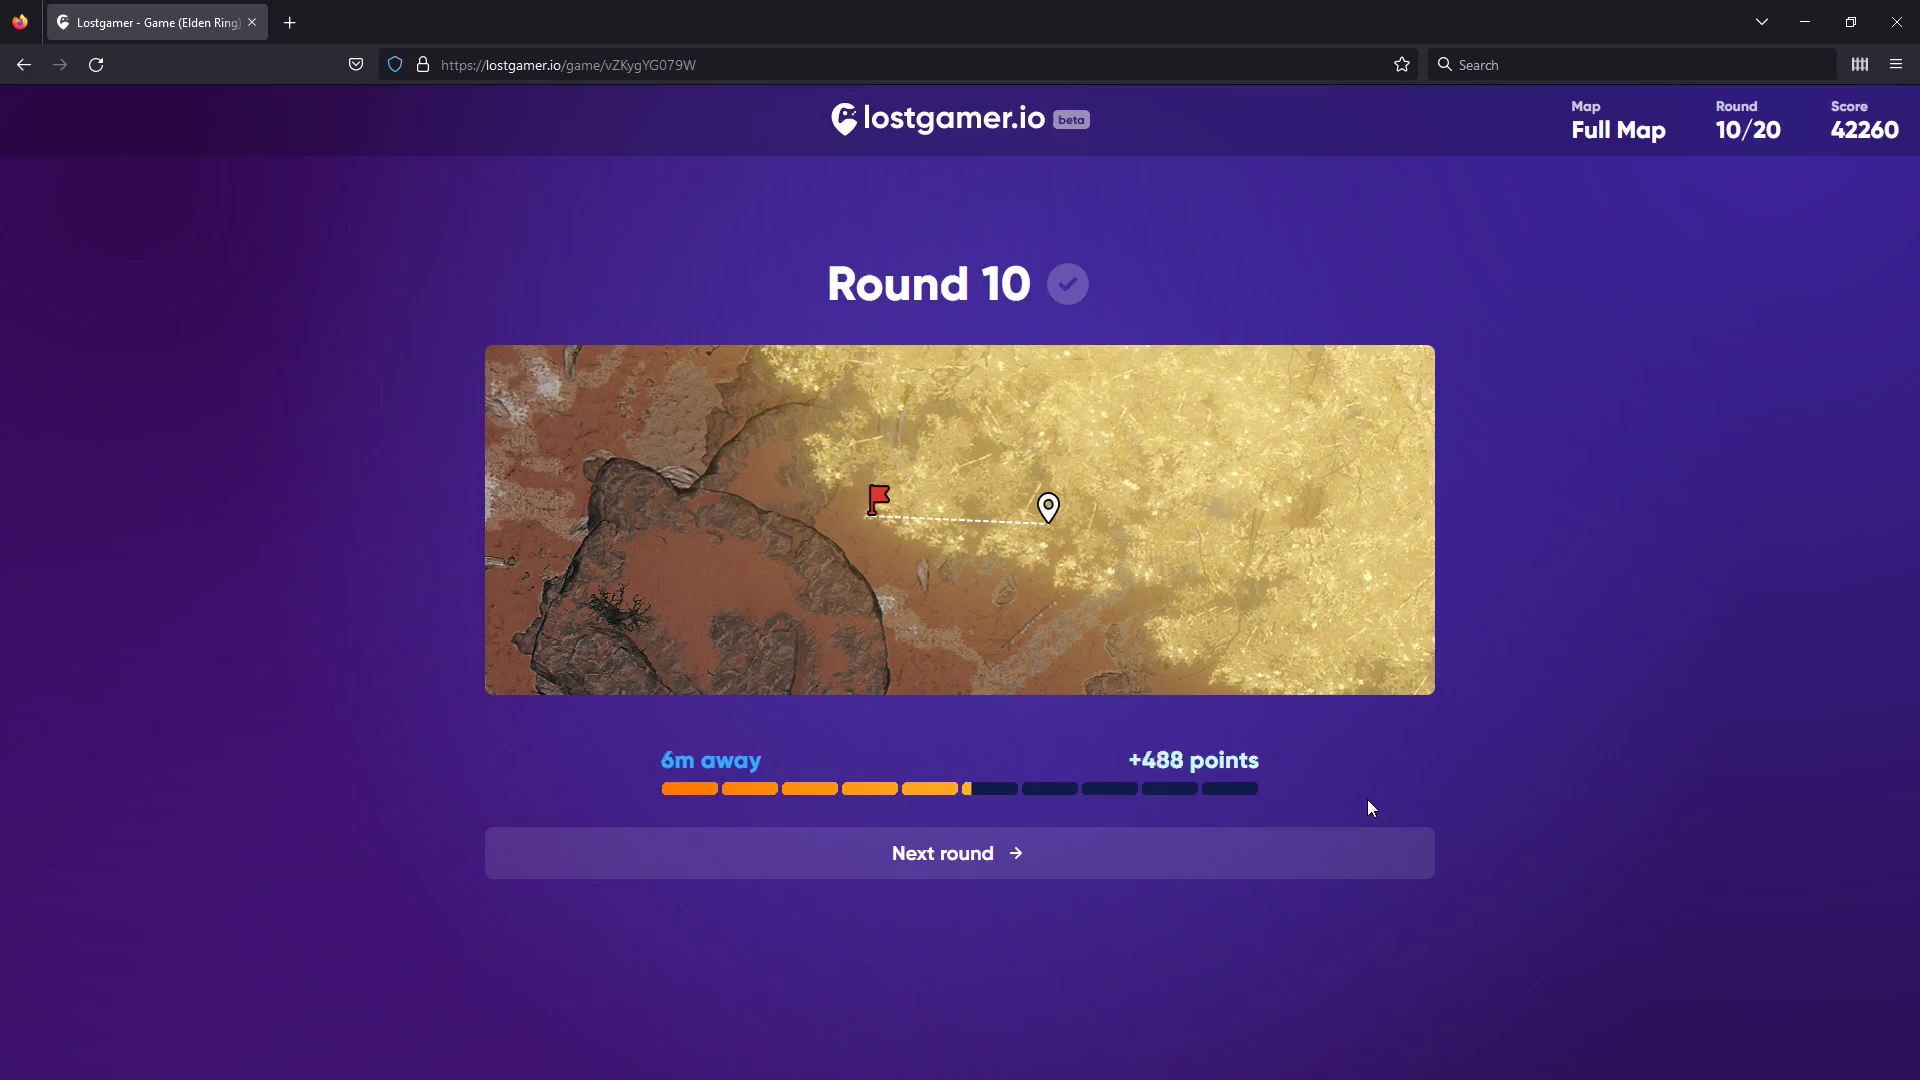 Lostgamer - Game (Elden Ring)
https://lostgamer.io/game/vZKygYG079W
Search
lostgamer.io beta
Map
Full Map
Round
10/20
Score
42260
Round 10
6m away
+488 points
Next round →